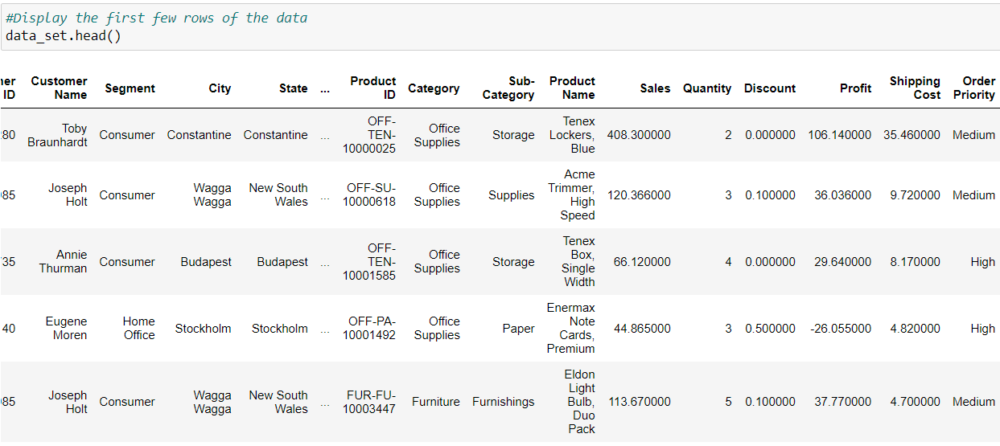 #Display the first few rows of the data
data_set.head()
ner ID Customer Name Segment City State ... Product ID Category Sub-Category Product Name Sales Quantity Discount Profit Shipping Cost Order Priority
280 Toby Braunhardt Consumer Constantine Constantine ... OFF-TEN-10000025 Office Supplies Storage Tenex Lockers, Blue 408.300000 2 0.000000 106.140000 35.460000 Medium
985 Joseph Holt Consumer Wagga Wagga New South Wales ... OFF-SU-10000618 Office Supplies Supplies Acme Trimmer, High Speed 120.366000 3 0.100000 36.036000 9.720000 Medium
735 Annie Thurman Consumer Budapest Budapest ... OFF-TEN-10001585 Office Supplies Storage Tenex Box, Single Width 66.120000 4 0.000000 29.640000 8.170000 High
40 Eugene Moren Home Office Stockholm Stockholm ... OFF-PA-10001492 Office Supplies Paper Enermax Note Cards, Premium 44.865000 3 0.500000 -26.055000 4.820000 High
985 Joseph Holt Consumer Wagga Wagga New South Wales ... FUR-FU-10003447 Furniture Furnishings Eldon Light Bulb, Duo Pack 113.670000 5 0.100000 37.770000 4.700000 Medium